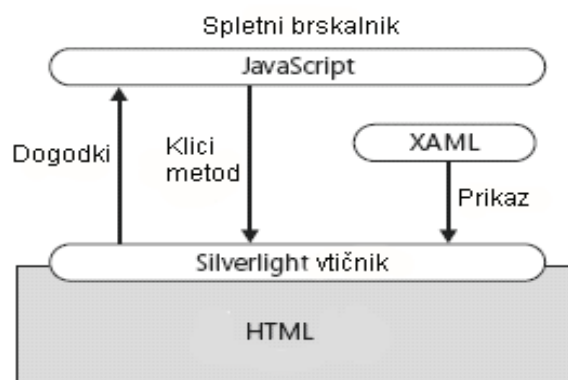 Spletni brskalnik
JavaScript
Dogodki
Klici
metod
XAML
Prikaz
Silverlight vtičnik
HTML